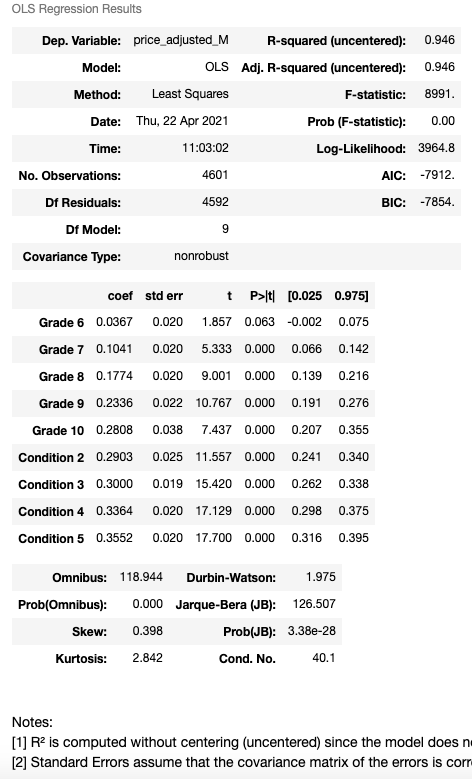 OLS Regression Results
Dep. Variable: price_adjusted_M R-squared (uncentered): 0.946
Model: OLS Adj. R-squared (uncentered): 0.946
Method: Least Squares F-statistic: 8991.
Date: Thu, 22 Apr 2021 Prob (F-statistic): 0.00
Time: 11:03:02 Log-Likelihood: 3964.8
No. Observations: 4601 AIC: -7912.
Df Residuals: 4592 BIC: -7854.
Df Model: 9
Covariance Type: nonrobust
coef std err t P>|t| [0.025 0.975]
Grade 6 0.0367 0.020 1.857 0.063 -0.002 0.075
Grade 7 0.1041 0.020 5.333 0.000 0.066 0.142
Grade 8 0.1774 0.020 9.001 0.000 0.139 0.216
Grade 9 0.2336 0.022 10.767 0.000 0.191 0.276
Grade 10 0.2808 0.038 7.437 0.000 0.207 0.355
Condition 2 0.2903 0.025 11.557 0.000 0.241 0.340
Condition 3 0.3000 0.019 15.420 0.000 0.262 0.338
Condition 4 0.3364 0.020 17.129 0.000 0.298 0.375
Condition 5 0.3552 0.020 17.700 0.000 0.316 0.395
Omnibus: 118.944 Durbin-Watson: 1.975
Prob(Omnibus): 0.000 Jarque-Bera (JB): 126.507
Skew: 0.398 Prob(JB): 3.38e-28
Kurtosis: 2.842 Cond. No. 40.1
Notes:
[1] R² is computed without centering (uncentered) since the model does
[2] Standard Errors assume that the covariance matrix of the errors is